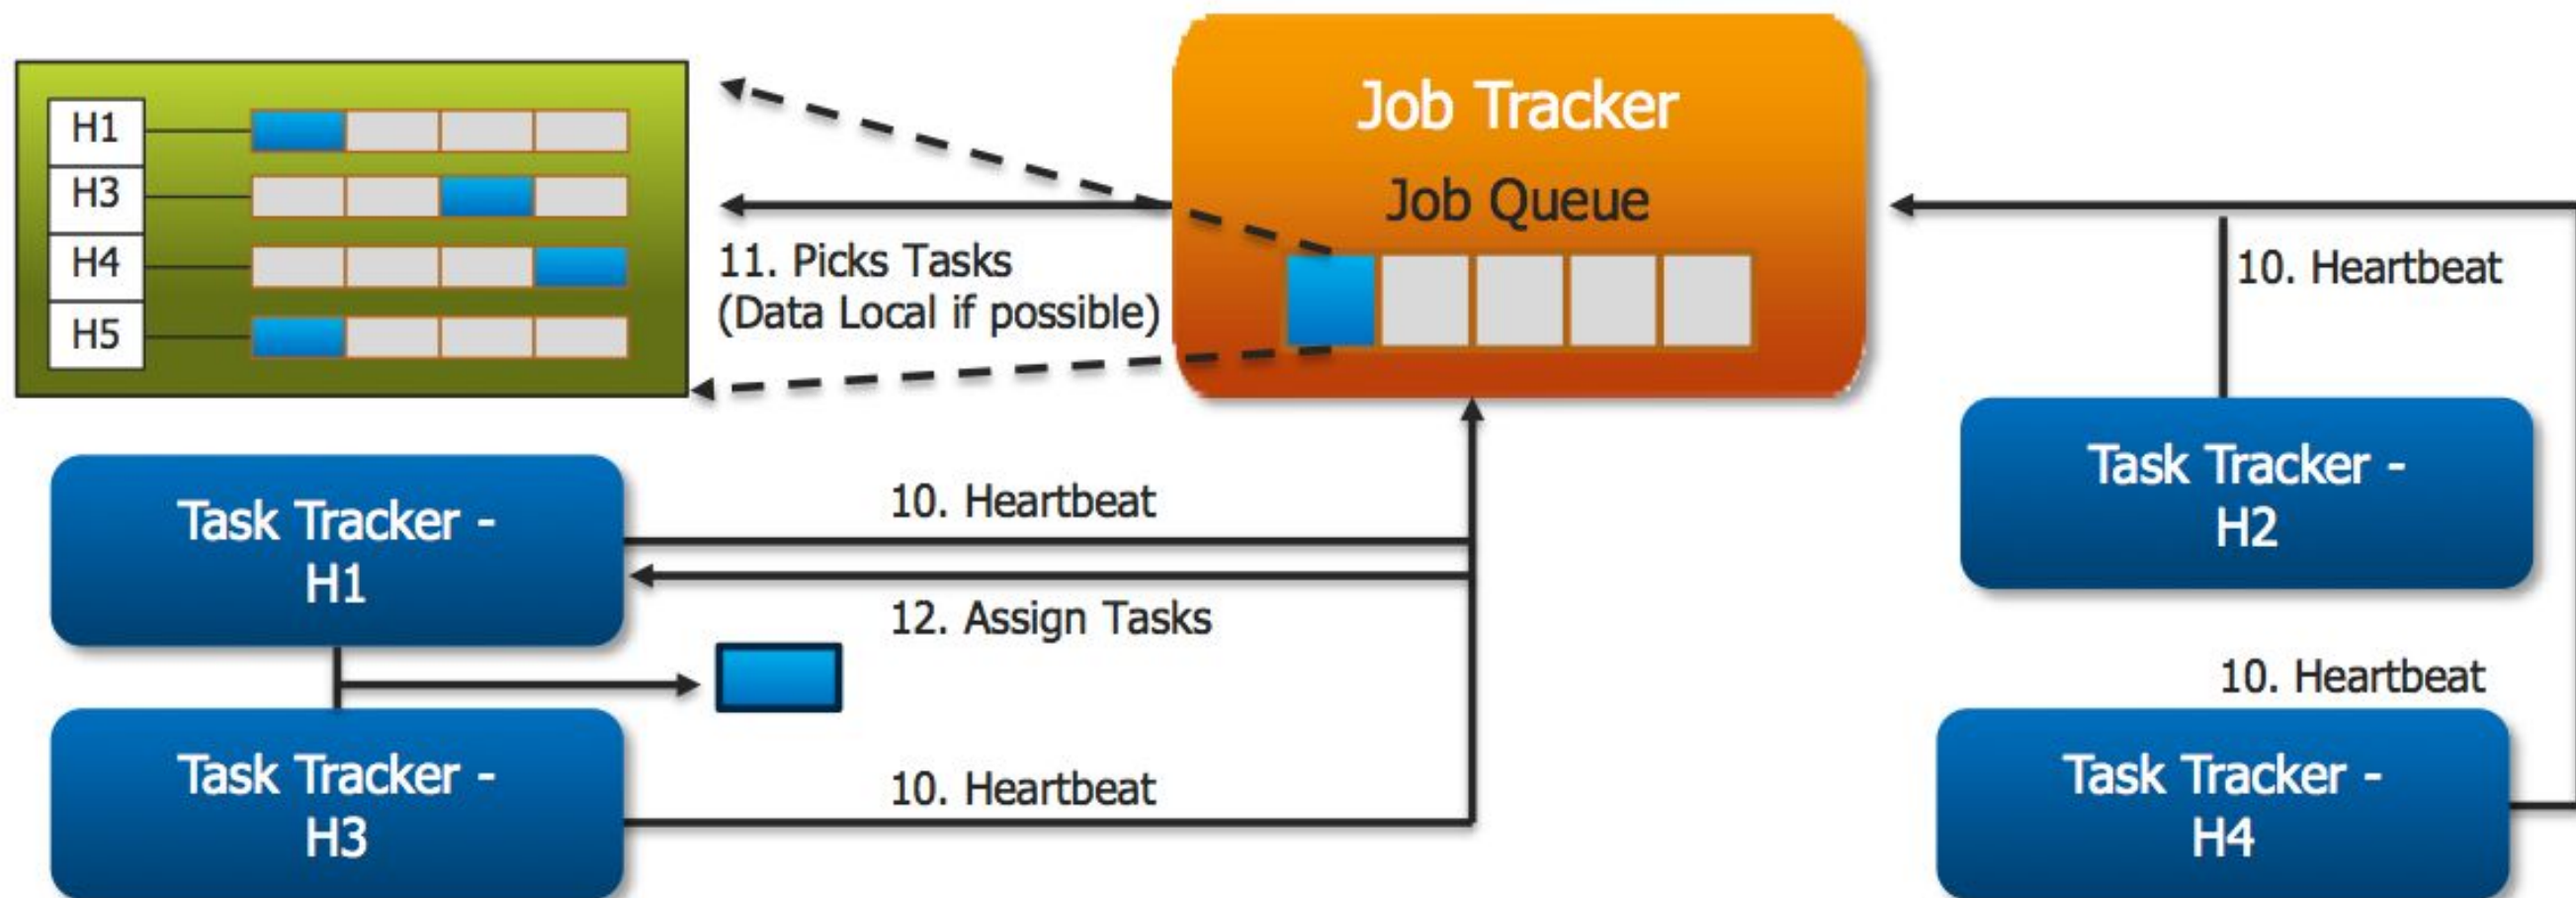 H1
H3
H4
H5
11. Picks Tasks
(Data Local if possible)
Job Tracker
Job Queue
10. Heartbeat
Task Tracker -
H2
Task Tracker -
H1
10. Heartbeat
12. Assign Tasks
Task Tracker -
H3
10. Heartbeat
10. Heartbeat
Task Tracker -
H4